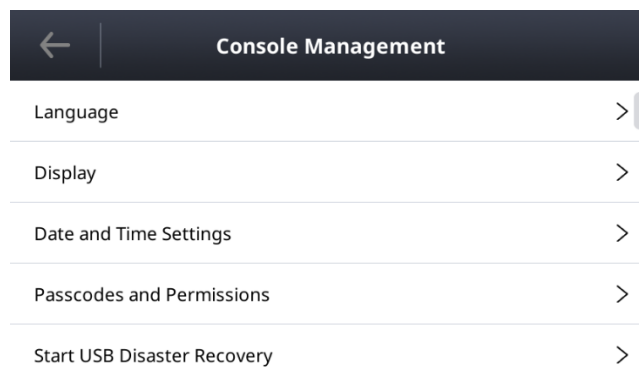 Console Management
Language
Display
Date and Time Settings
Passcodes and Permissions
Start USB Disaster Recovery